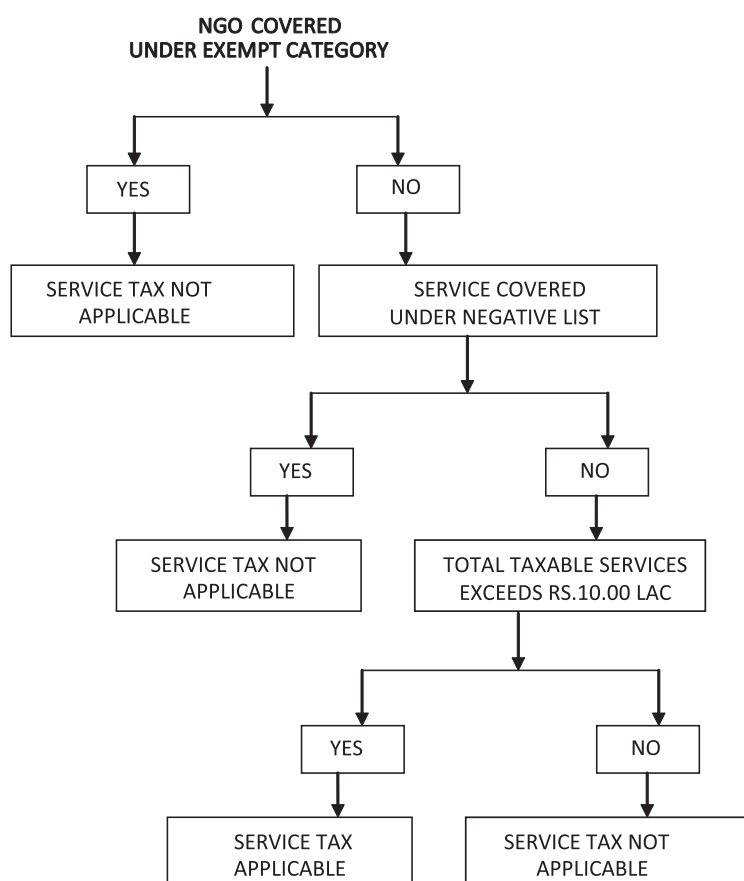 NGO COVERED
UNDER EXEMPT CATEGORY
YES
NO
SERVICE TAX NOT
APPLICABLE
SERVICE COVERED
UNDER NEGATIVE LIST
YES
NO
SERVICE TAX NOT
APPLICABLE
TOTAL TAXABLE SERVICES
EXCEEDS RS.10.00 LAC
YES
NO
SERVICE TAX
APPLICABLE
SERVICE TAX NOT
APPLICABLE